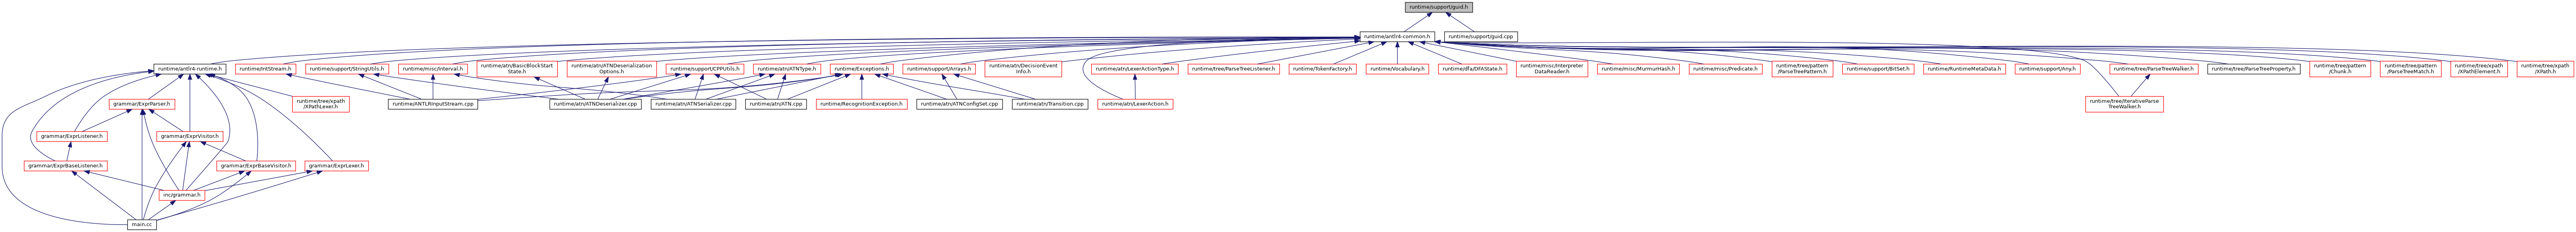 runtime/support/guid.h
runtime/antlr4-common.h
runtime/support/guid.cpp
runtime/antlr4-runtime.h
runtime/IntStream.h
runtime/support/StringUtils.h
runtime/misc/Interval.h
runtime/atn/BasicBlockStart
State.h
runtime/atn/ATNDeserialization
Options.h
runtime/support/CPPUtils.h
runtime/atn/ATNType.h
runtime/Exceptions.h
runtime/support/Arrays.h
runtime/atn/DecisionEvent
Info.h
runtime/atn/LexerActionType.h
runtime/tree/ParseTreeListener.h
runtime/TokenFactory.h
runtime/Vocabulary.h
runtime/dfa/DFAState.h
runtime/misc/Interpreter
DataReader.h
runtime/misc/MurmurHash.h
runtime/misc/Predicate.h
runtime/tree/pattern
/ParseTreePattern.h
runtime/support/BitSet.h
runtime/RuntimeMetaData.h
runtime/support/Any.h
runtime/tree/ParseTreeWalker.h
runtime/tree/ParseTreeProperty.h
runtime/tree/pattern
/Chunk.h
runtime/tree/pattern
/ParseTreeMatch.h
runtime/tree/xpath
/XPathElement.h
runtime/tree/xpath
/XPath.h
grammar/ExprParser.h
runtime/tree/xpath
/XPathLexer.h
runtime/ANTLRInputStream.cpp
runtime/atn/ATNDeserializer.cpp
runtime/atn/ATNSerializer.cpp
runtime/atn/ATN.cpp
runtime/RecognitionException.h
runtime/atn/ATNConfigSet.cpp
runtime/atn/Transition.cpp
runtime/atn/LexerAction.h
runtime/tree/IterativeParse
TreeWalker.h
grammar/ExprListener.h
grammar/ExprVisitor.h
grammar/ExprBaseListener.h
grammar/ExprBaseVisitor.h
grammar/ExprLexer.h
inc/grammar.h
main.cc